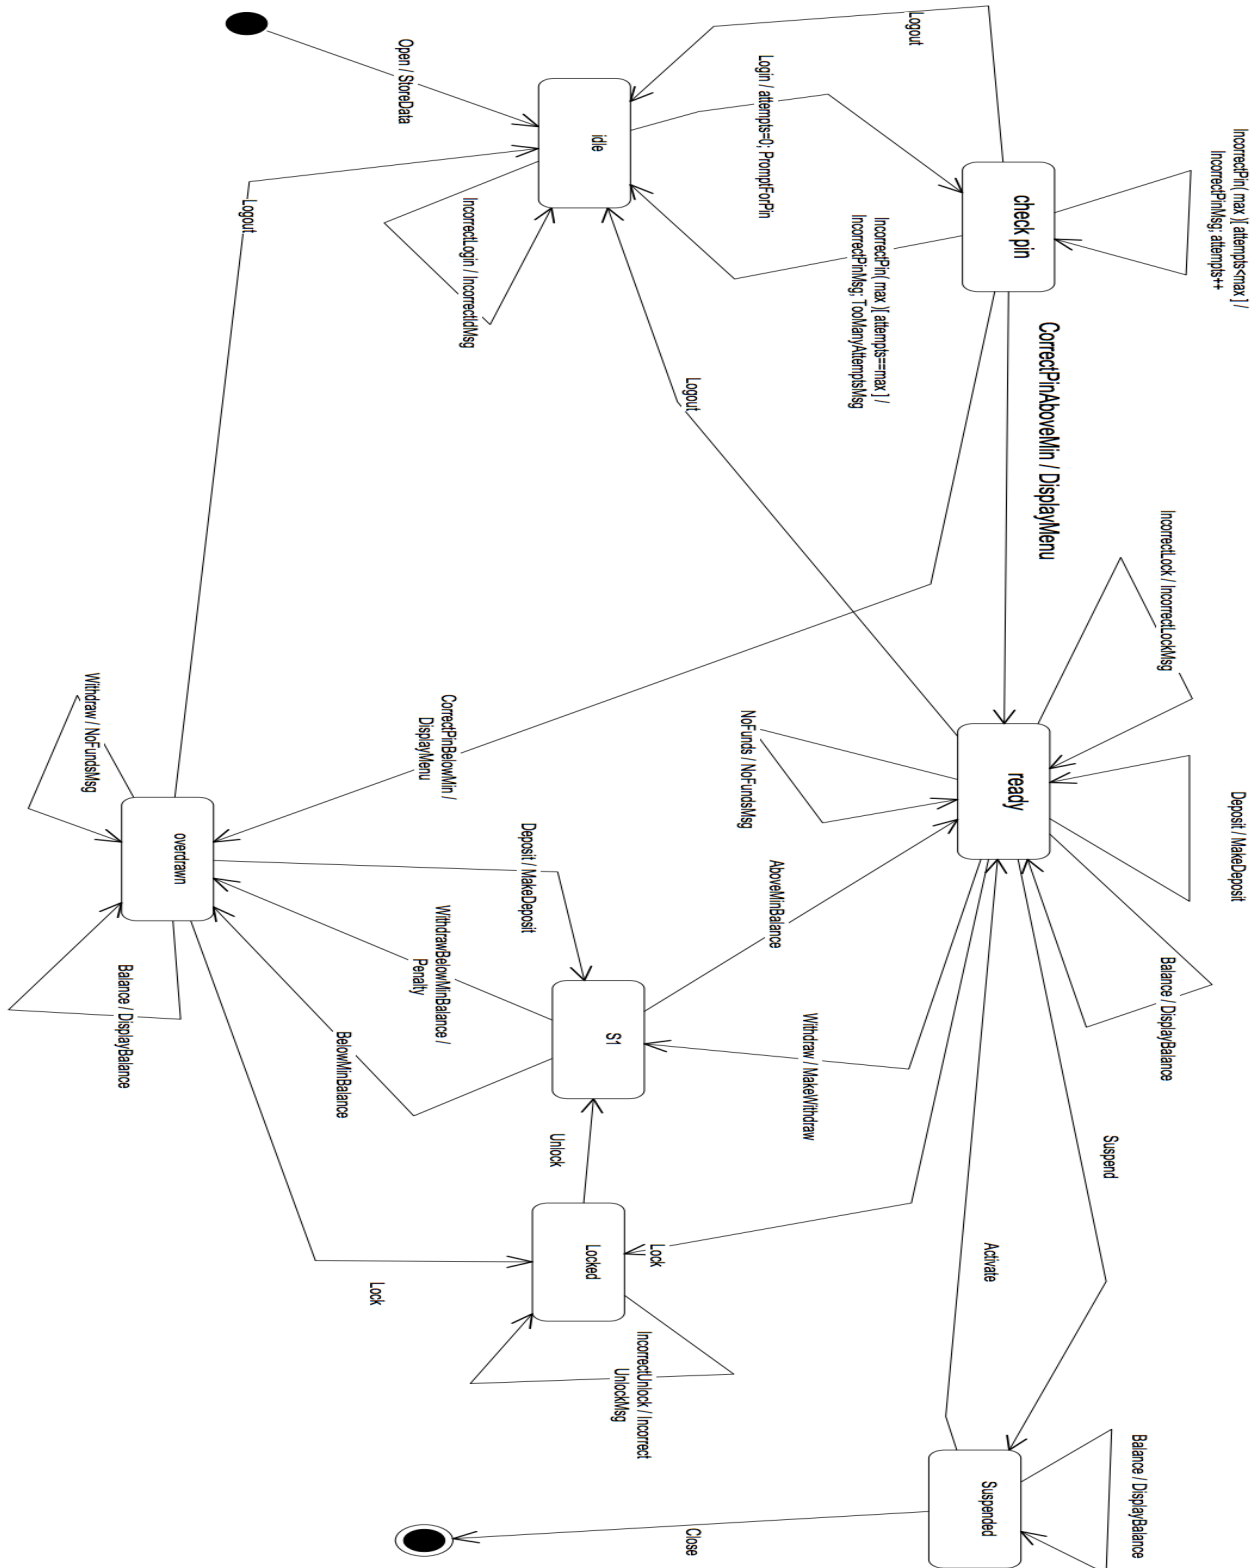 Open / StoreData
idle
Logout
Login / attempts=0; PromptForPin
check pin
IncorrectPin( max )[ attempts<max ] /
IncorrectPinMsg; attempts++
IncorrectPin( max )[ attempts==max ] /
IncorrectPinMsg; TooManyAttemptsMsg
IncorrectLogin / IncorrectIdMsg
Logout
Logout
CorrectPinAboveMin / DisplayMenu
IncorrectLock / IncorrectLockMsg
Deposit / MakeDeposit
ready
NoFunds / NoFundsMsg
Balance / DisplayBalance
CorrectPinBelowMin /
DisplayMenu
Withdraw / NoFundsMsg
overdrawn
Deposit / MakeDeposit
AboveMinBalance
WithdrawBelowMinBalance /
Penalty
Balance / DisplayBalance
BelowMinBalance
S1
Withdraw / MakeWithdraw
Suspend
Unlock
Locked
Lock
Activate
Lock
IncorrectUnlock / Incorrect
UnlockMsg
Suspended
Balance / DisplayBalance
Close